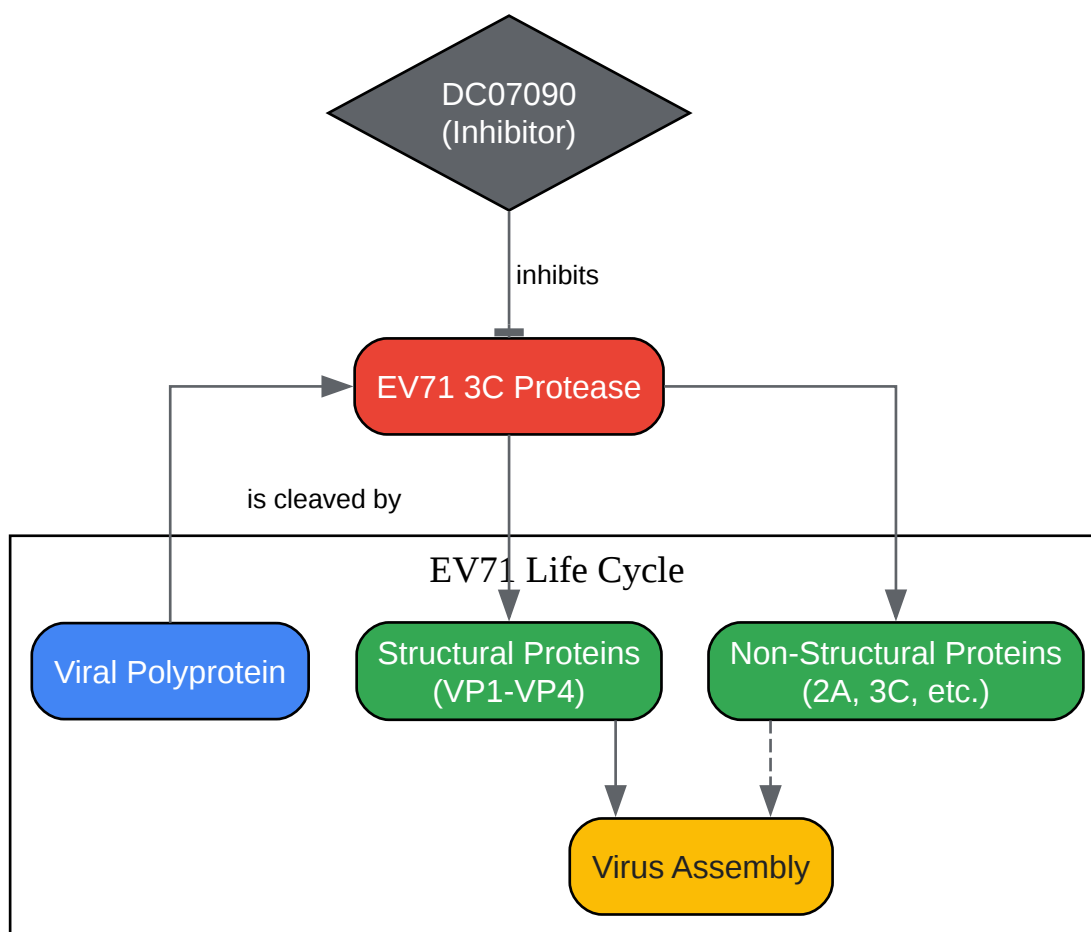 DC07090
(Inhibitor)
inhibits
EV71 3C Protease
is cleaved by
EV71 Life Cycle
Viral Polyprotein
Structural Proteins
(VP1-VP4)
Non-Structural Proteins
(2A, 3C, etc.)
Virus Assembly